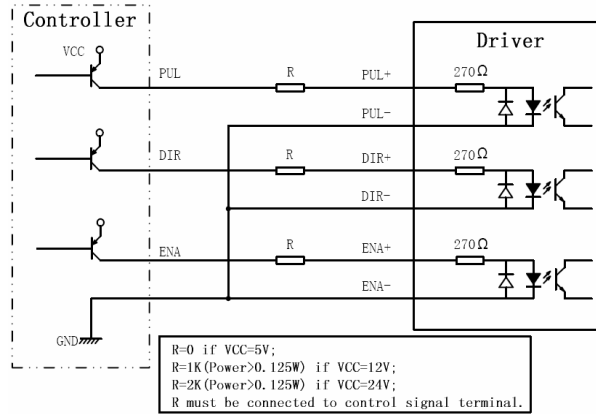 Controller
Driver
VCC
PUL
R
PUL+
270Ω
PUL-
DIR
R
DIR+
270Ω
DIR-
ENA
R
ENA+
270Ω
ENA-
GND
R=0 if VCC=5V;
R=1K(Power>0.125W) if VCC=12V;
R=2K(Power>0.125W) if VCC=24V;
R must be connected to control signal terminal.